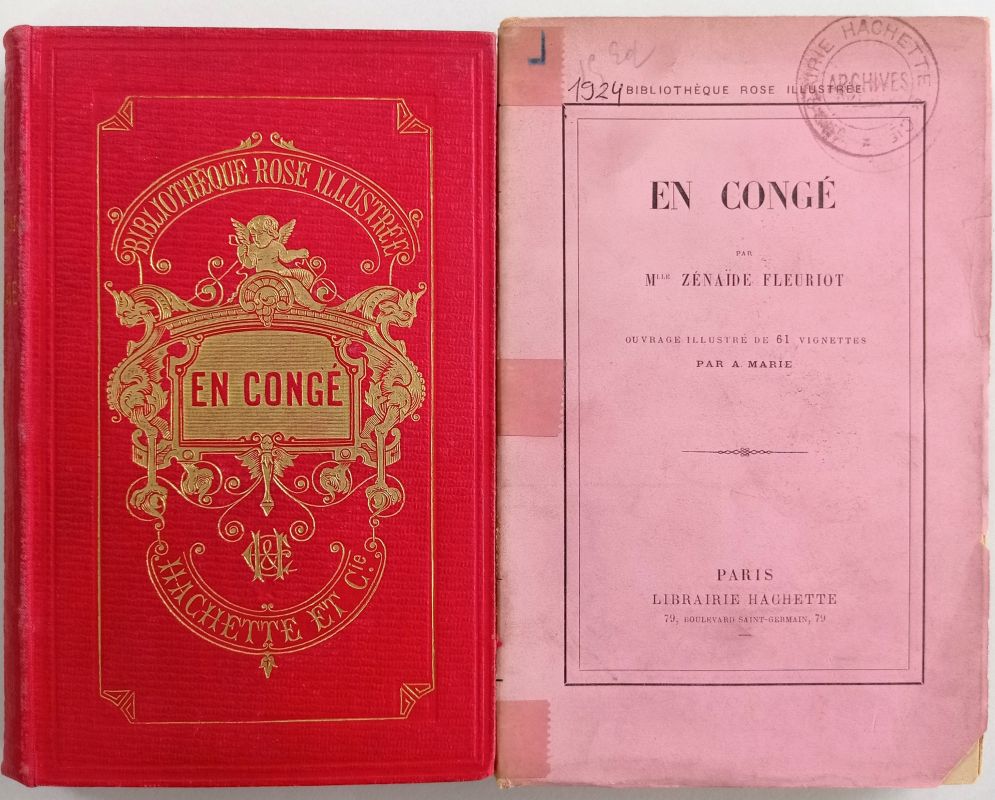 BIBLIOTHÈQUE ROSE ILLUSTRÉE
EN CONGÉ
H & Cie
HACHETTE ET Cie.
1924
BIBLIOTHÈQUE ROSE ILLUSTRÉE
HACHETTE
ARCHIVES
EN CONGÉ
PAR
Mlle ZÉNAÏDE FLEURIOT
OUVRAGE ILLUSTRÉ DE 61 VIGNETTES
PAR A. MARIE
PARIS
LIBRAIRIE HACHETTE
79, BOULEVARD SAINT-GERMAIN, 79